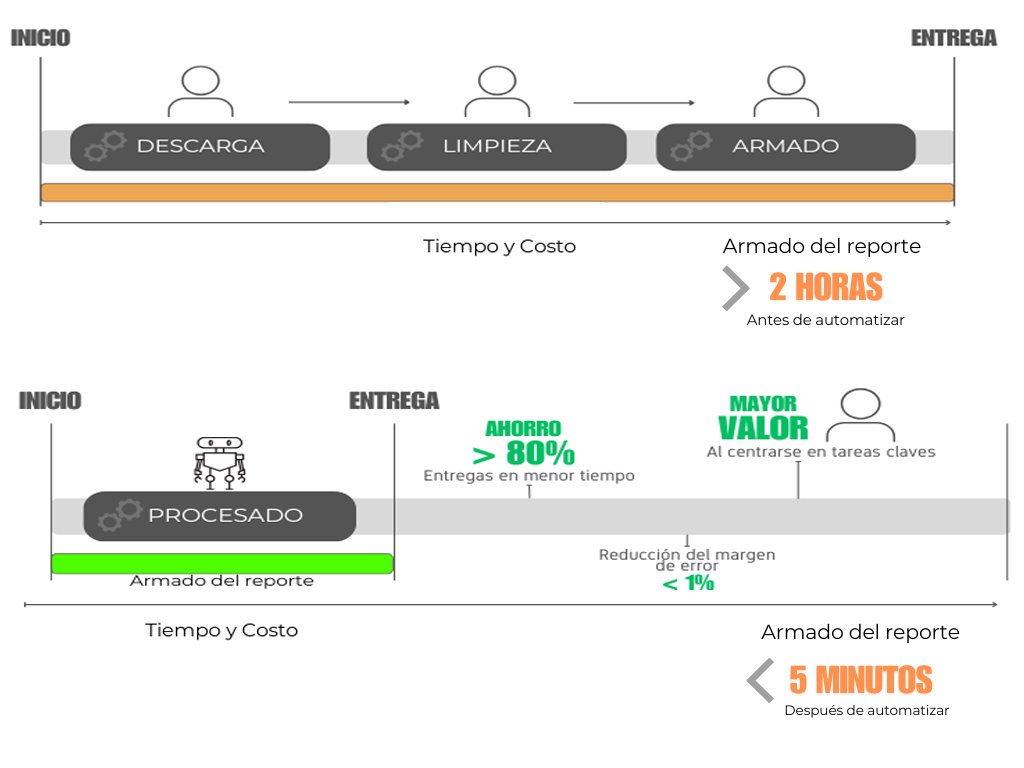 INICIO
ENTREGA
DESCARGA
LIMPIEZA
ARMADO
Tiempo y Costo
Armado del reporte
> 2 HORAS
Antes de automatizar
INICIO
ENTREGA
AHORRO
> 80%
Entregas en menor tiempo
MAYOR
VALOR
Al centrarse en tareas claves
PROCESADO
Reducción del margen
de error
< 1%
Armado del reporte
Tiempo y Costo
Armado del reporte
< 5 MINUTOS
Después de automatizar